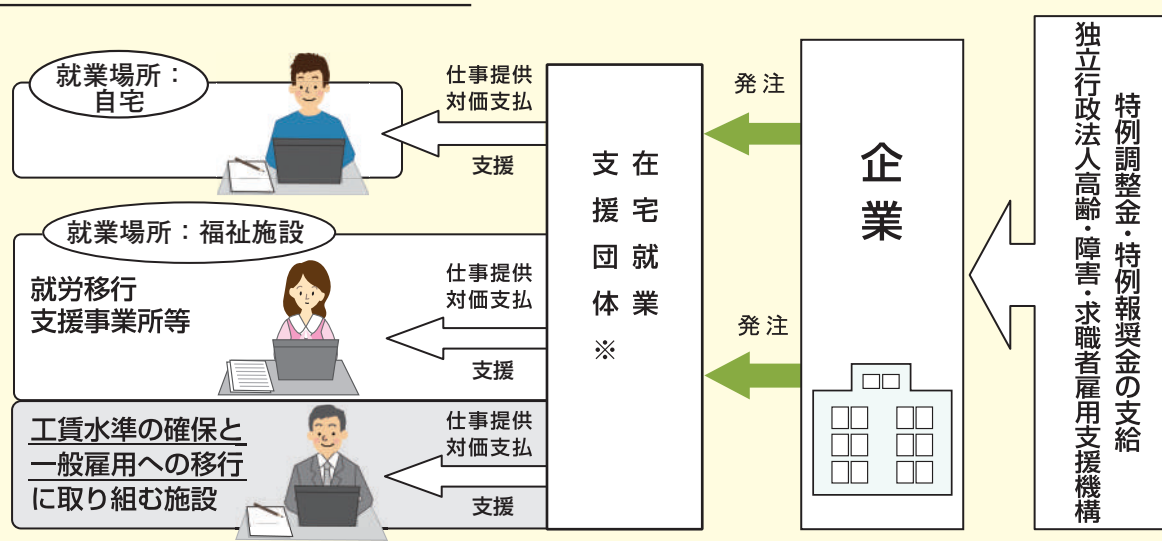 就業場所：
自宅
仕事提供
対価支払
支援
就業場所：福祉施設
就労移行
支援事業所等
仕事提供
対価支払
支援
工賃水準の確保と
一般雇用への移行
に取り組む施設
仕事提供
対価支払
支援
在宅就業
支援団体※
発注
発注
企業
特例調整金・特例報奨金の支給
独立行政法人高齢・障害・求職者雇用支援機構